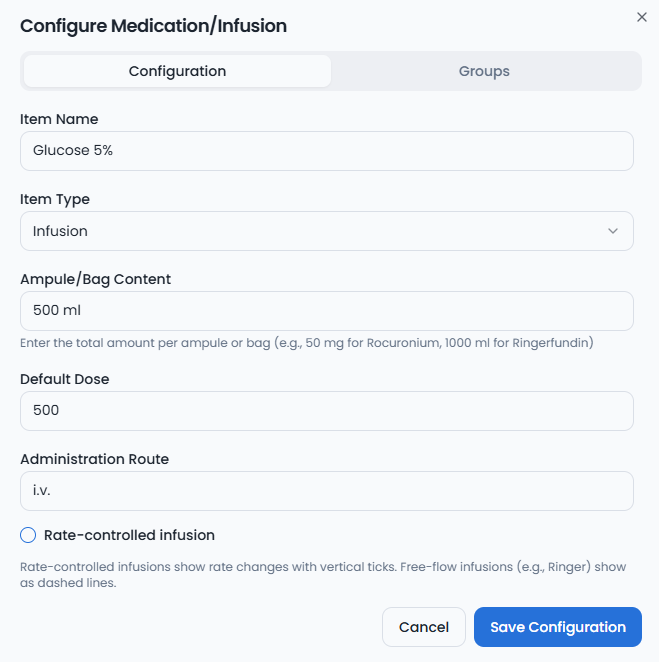 Configure Medication/Infusion
Configuration
Groups
Item Name
Glucose 5%
Item Type
Infusion
Ampule/Bag Content
500 ml
Enter the total amount per ampule or bag (e.g., 50 mg for Rocuronium, 1000 ml for Ringerfundin)
Default Dose
500
Administration Route
i.v.
Rate-controlled infusion
Rate-controlled infusions show rate changes with vertical ticks. Free-flow infusions (e.g., Ringer) show
as dashed lines.
Cancel
Save Configuration